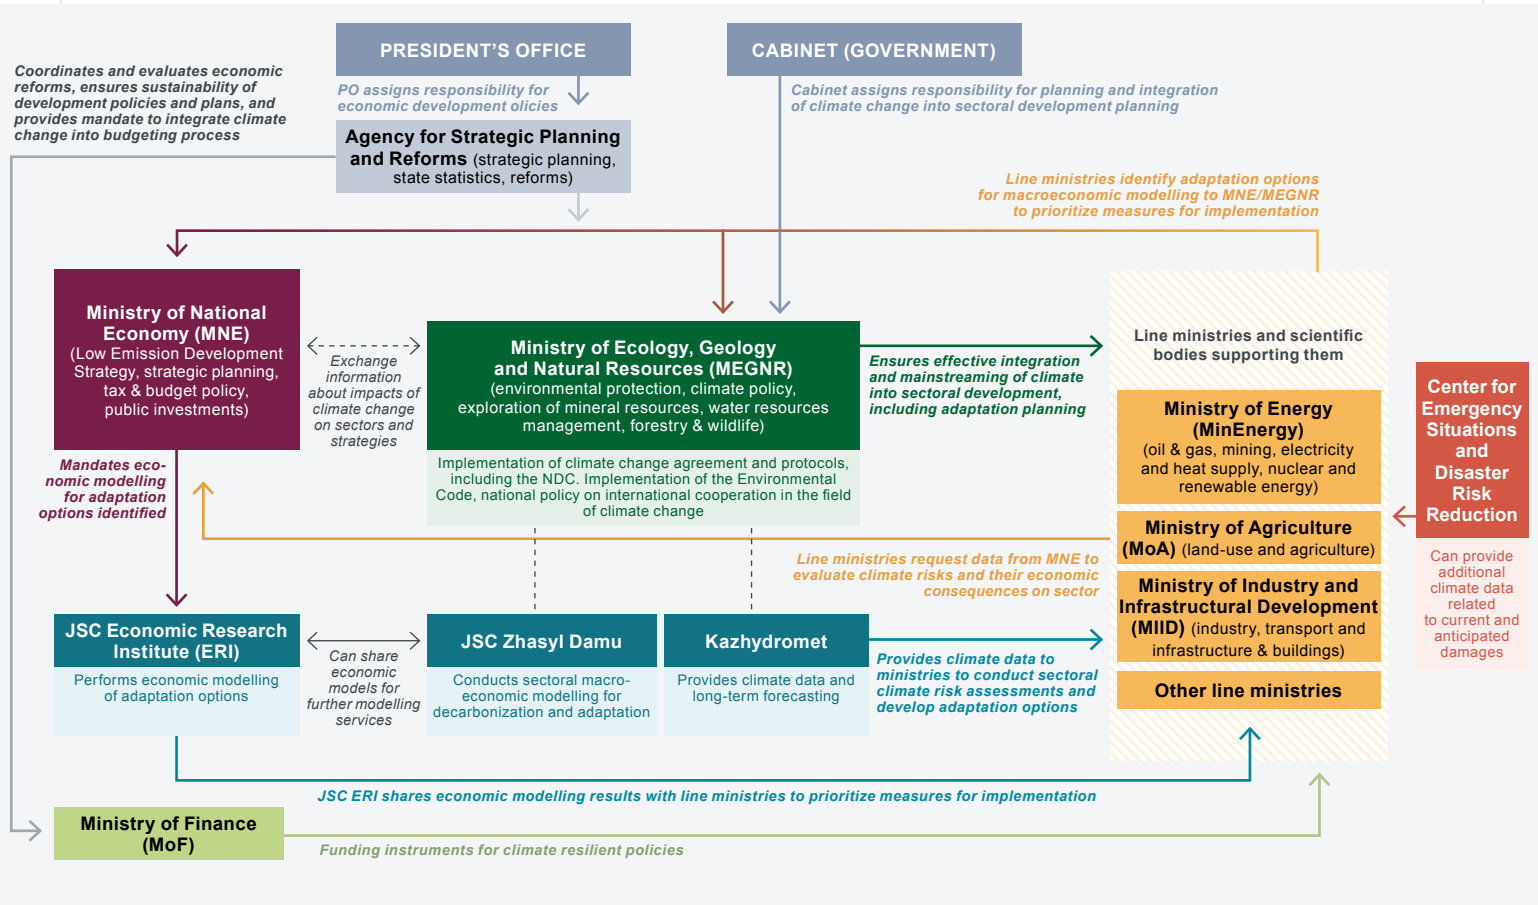 PRESIDENT'S OFFICE
CABINET (GOVERNMENT)
Coordinates and evaluates economic
reforms, ensures sustainability of
development policies and plans, and
provides mandate to integrate climate
change into budgeting process
PO assigns responsibility for
economic development olicies
Cabinet assigns responsibility for planning and integration
of climate change into sectoral development planning
Agency for Strategic Planning
and Reforms (strategic planning,
state statistics, reforms)
Line ministries identify adaptation options
for macroeconomic modelling to MNE/MEGNR
to prioritize measures for implementation
Ministry of National
Economy (MNE)
(Low Emission Development
Strategy, strategic planning,
tax & budget policy,
public investments)
Exchange
information
about impacts of
climate change
on sectors and
strategies
Ministry of Ecology, Geology
and Natural Resources (MEGNR)
(environmental protection, climate policy,
exploration of mineral resources, water resources
management, forestry & wildlife)
Implementation of climate change agreement and protocols,
including the NDC. Implementation of the Environmental
Code, national policy on international cooperation in the field
of climate change
Ensures effective integration
and mainstreaming of climate
into sectoral development,
including adaptation planning
Line ministries and scientific
bodies supporting them
Ministry of Energy
(MinEnergy)
(oil & gas, mining, electricity
and heat supply, nuclear and
renewable energy)
Ministry of Agriculture
(MoA) (land-use and agriculture)
Ministry of Industry and
Infrastructural Development
(MIID) (industry, transport and
infrastructure & buildings)
Other line ministries
Center for
Emergency
Situations
and
Disaster
Risk
Reduction
Can provide
additional
climate data
related
to current and
anticipated
damages
Mandates eco-
nomic modelling
for adaptation
options identified
Line ministries request data from MNE to
evaluate climate risks and their economic
consequences on sector
JSC Economic Research
Institute (ERI)
Performs economic modelling
of adaptation options
Can share
economic
models for
further modelling
services
JSC Zhasyl Damu
Conducts sectoral macro-
economic modelling for
decarbonization and adaptation
Kazhydromet
Provides climate data and
long-term forecasting
Provides climate data to
ministries to conduct sectoral
climate risk assessments and
develop adaptation options
JSC ERI shares economic modelling results with line ministries to prioritize measures for implementation
Ministry of Finance
(MoF)
Funding instruments for climate resilient policies